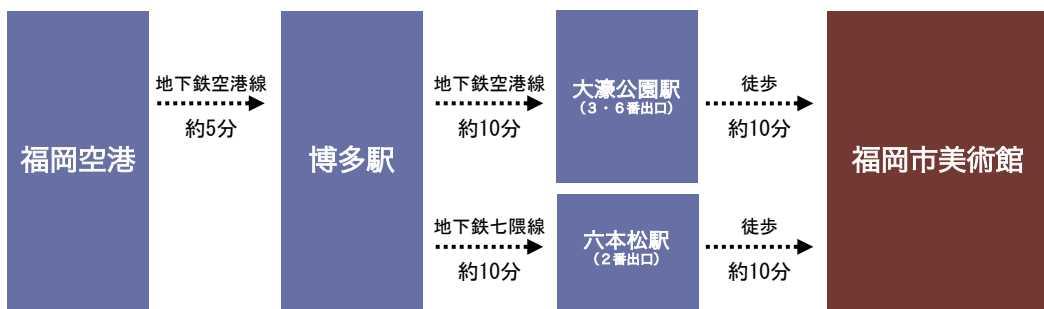 福岡空港
地下鉄空港線
約5分
博多駅
地下鉄空港線
約10分
大濠公園駅
（3・6番出口）
徒歩
約10分
地下鉄七隈線
約10分
六本松駅
（2番出口）
徒歩
約10分
福岡市美術館